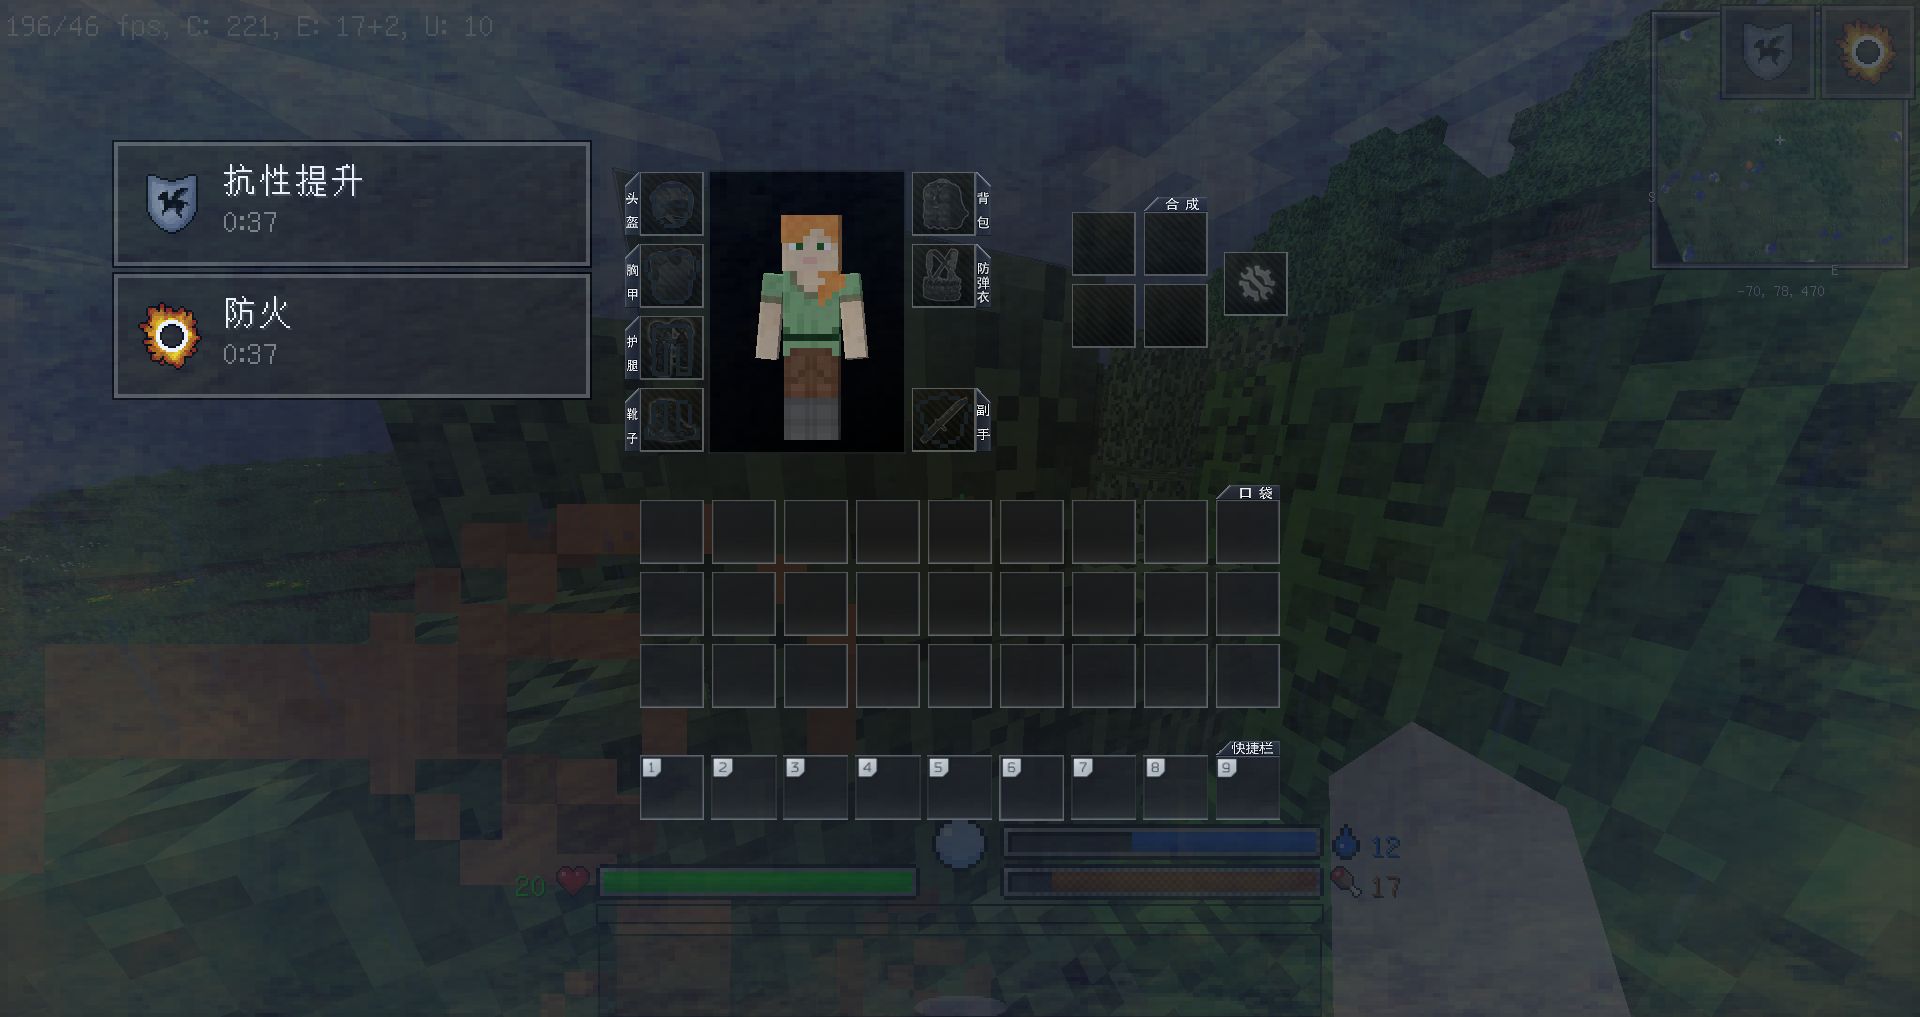 196/46 fps, C: 221, E: 17+2, U: 10
抗性提升
0:37
防火
0:37
头盔
胸甲
护腿
靴子
背包
防弹衣
副手
合成
S
E
-70, 78, 470
口袋
快捷栏
1 2 3 4 5 6 7 8 9
12
20
17